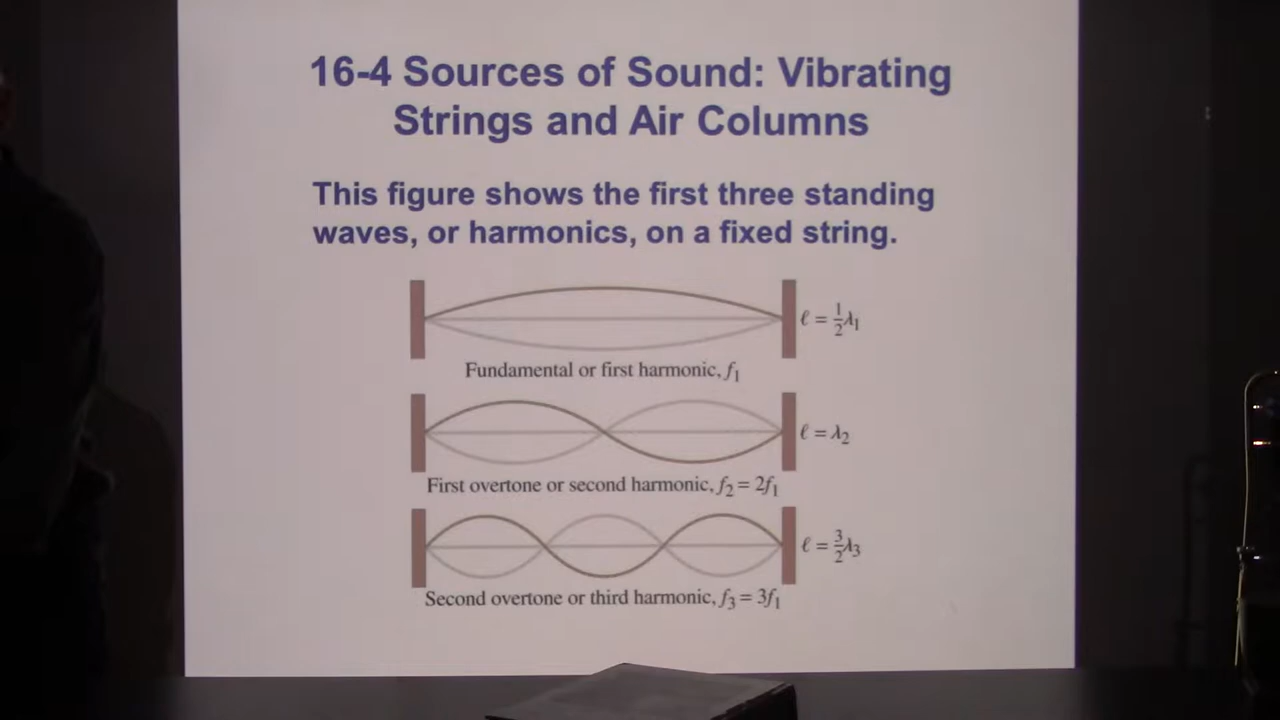 16-4 Sources of Sound: Vibrating
Strings and Air Columns
This figure shows the first three standing
waves, or harmonics, on a fixed string.
ℓ = ½λ₁
Fundamental or first harmonic, f₁
ℓ = λ₂
First overtone or second harmonic, f₂ = 2f₁
ℓ = 3/2 λ₃
Second overtone or third harmonic, f₃ = 3f₁